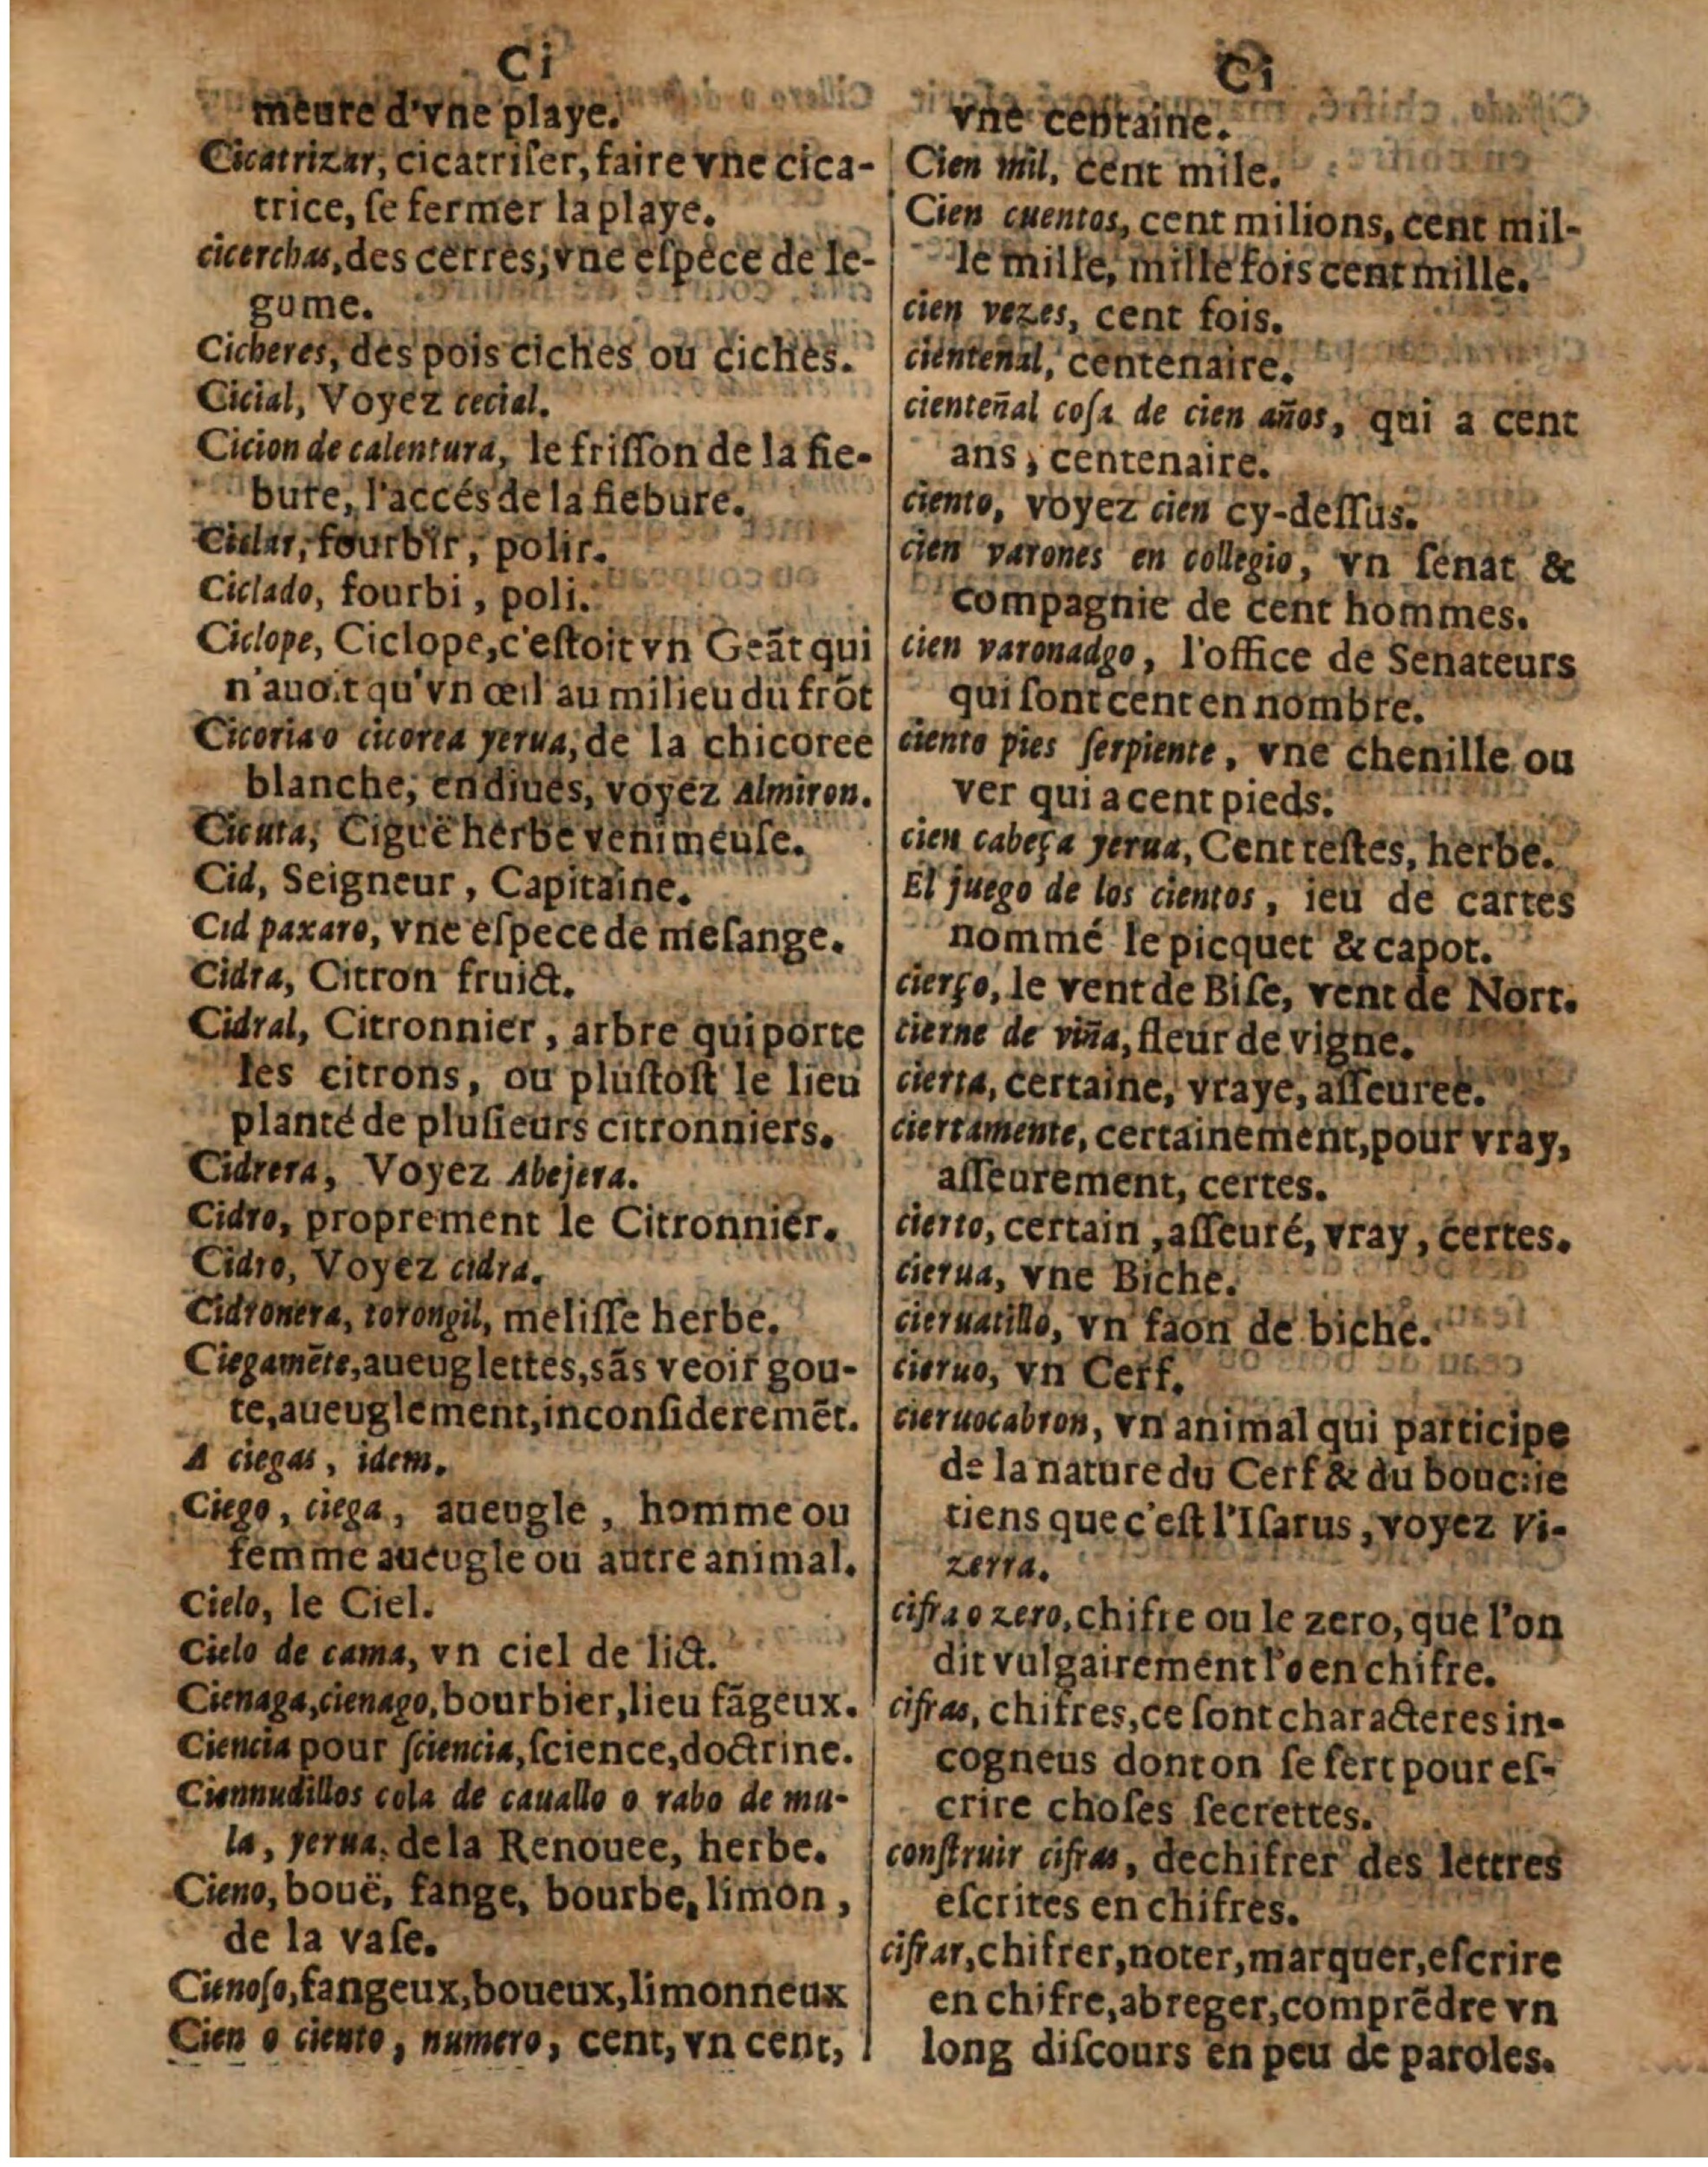 Ci
meure d'vne playe.
Cicatrizar, cicatriſer, faire vne cica-
trice, ſe fermer la playe.
cicerchas, des cerres, vne eſpece de le-
gume.
Cicheres, des pois ciches ou ciches.
Cicial, Voyez cecial.
Cicion de calentura, le friſſon de la fie-
bure, l'accés de la fiebure.
Ciclar, fourbir, polir.
Ciclado, fourbi, poli.
Ciclope, Ciclope, c'eſtoit vn Geãt qui
n'auoit qu'vn œil au milieu du frõt
Cicoria o cicorea yerua, de la chicoree
blanche, endiues, voyez Almiron.
Cicuta, Ciguë herbe venimeuſe.
Cid, Seigneur, Capitaine.
Cid paxaro, vne eſpece de meſange.
Cidra, Citron fruict.
Cidral, Citronnier, arbre qui porte
les citrons, ou pluſtoſt le lieu
planté de pluſieurs citronniers.
Cidrera, Voyez Abejera.
Cidro, proprement le Citronnier.
Cidro, Voyez cidra.
Cidronera, torongil, meliſſe herbe.
Ciegamẽte, aueuglettes, sãs veoir gou-
te, aueuglement, inconſideremẽt.
A ciegas, idem.
Ciego, ciega, aueugle, homme ou
femme aueugle ou autre animal.
Cielo, le Ciel.
Cielo de cama, vn ciel de lict.
Cienaga, cienago, bourbier, lieu fãgeux.
Ciencia pour ſciencia, ſcience, doctrine.
Ciennudillos cola de cauallo o rabo de mu-
la, yerua, de la Renouee, herbe.
Cieno, bouë, fange, bourbe, limon,
de la vaſe.
Cienoſo, fangeux, boueux, limonneux
Cien o ciento, numero, cent, vn cent,
Ci
vne centaine.
Cien mil, cent mile.
Cien cuentos, cent milions, cent mil-
le mille, mille fois cent mille.
cien vezes, cent fois.
cienteñal, centenaire.
cienteñal coſa de cien años, qui a cent
ans, centenaire.
ciento, voyez cien cy-deſſus.
cien varones en collegio, vn ſenat &
compagnie de cent hommes.
cien varonadgo, l'office de Senateurs
qui ſont cent en nombre.
ciento pies ſerpiente, vne chenille ou
ver qui a cent pieds.
cien cabeça yerua, Cent teſtes, herbe.
El juego de los cientos, ieu de cartes
nommé le picquet & capot.
cierço, le vent de Biſe, vent de Nort.
cierne de viña, fleur de vigne.
cierta, certaine, vraye, aſſeuree.
ciertamente, certainement, pour vray,
aſſeurement, certes.
cierto, certain, aſſeuré, vray, certes.
cierua, vne Biche.
cieruatillo, vn faon de biche.
cieruo, vn Cerf.
cieruocabron, vn animal qui participe
de la nature du Cerf & du bouc: ie
tiens que c'eſt l'Iſarus, voyez Vi-
zerra.
cifra o zero, chifre ou le zero, que l'on
dit vulgairement l'o en chifre.
cifras, chifres, ce ſont characteres in-
cogneus dont on ſe ſert pour eſ-
crire choſes ſecrettes.
conſtruir cifras, dechifrer des lettres
eſcrites en chifres.
cifrar, chifrer, noter, marquer, eſcrire
en chifre, abreger, comprẽdre vn
long diſcours en peu de paroles.